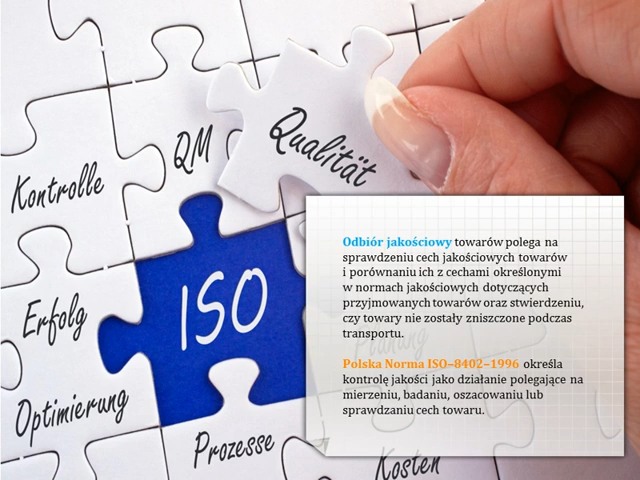 Kontrolle
QM
Qualität
ISO
Erfolg
Optimierung
Prozesse
Kosten
Planung
Odbiór jakościowy towarów polega na
sprawdzeniu cech jakościowych towarów
i porównaniu ich z cechami określonymi
w normach jakościowych dotyczących
przyjmowanych towarów oraz stwierdzeniu,
czy towary nie zostały zniszczone podczas
transportu.
Polska Norma ISO–8402–1996 określa
kontrolę jakości jako działanie polegające na
mierzeniu, badaniu, oszacowaniu lub
sprawdzaniu cech towaru.